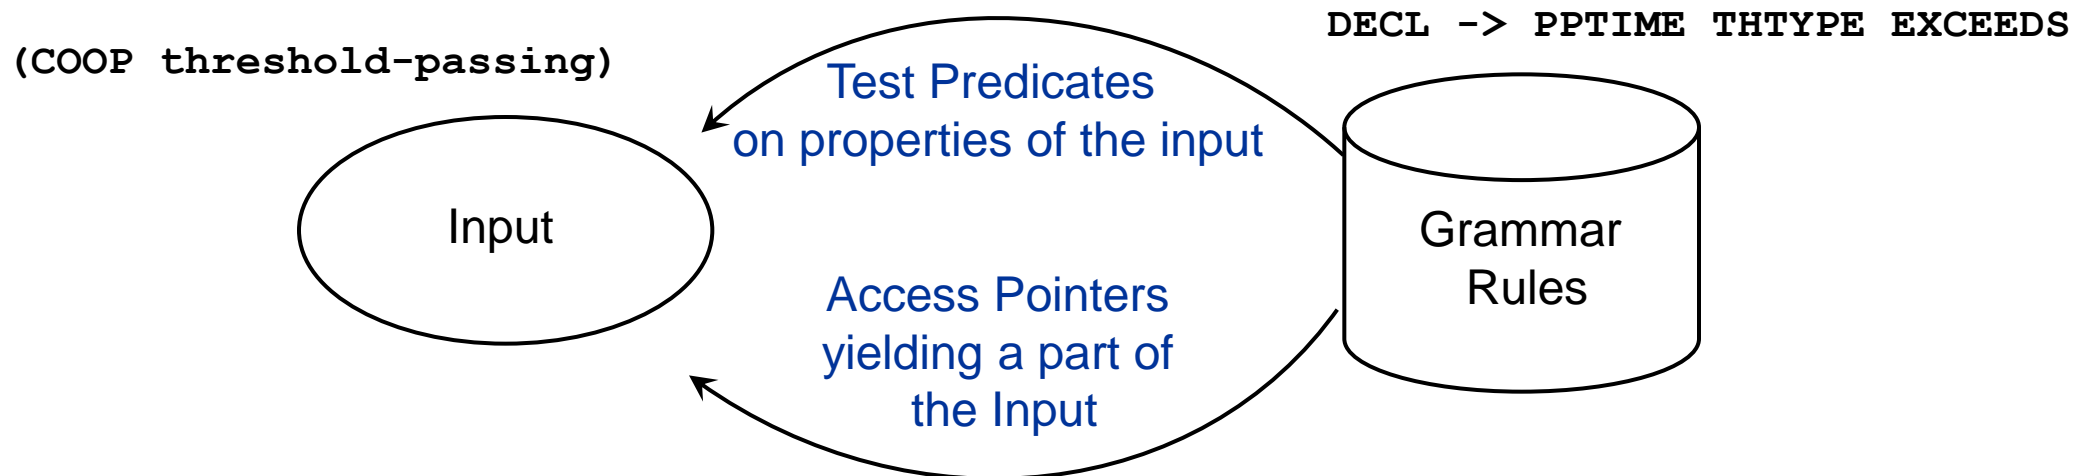 DECL -> PPTIME THTYPE EXCEEDS
(COOP threshold-passing)
Test Predicates
on properties of the input
Input
Grammar
Rules
Access Pointers
yielding a part of
the Input